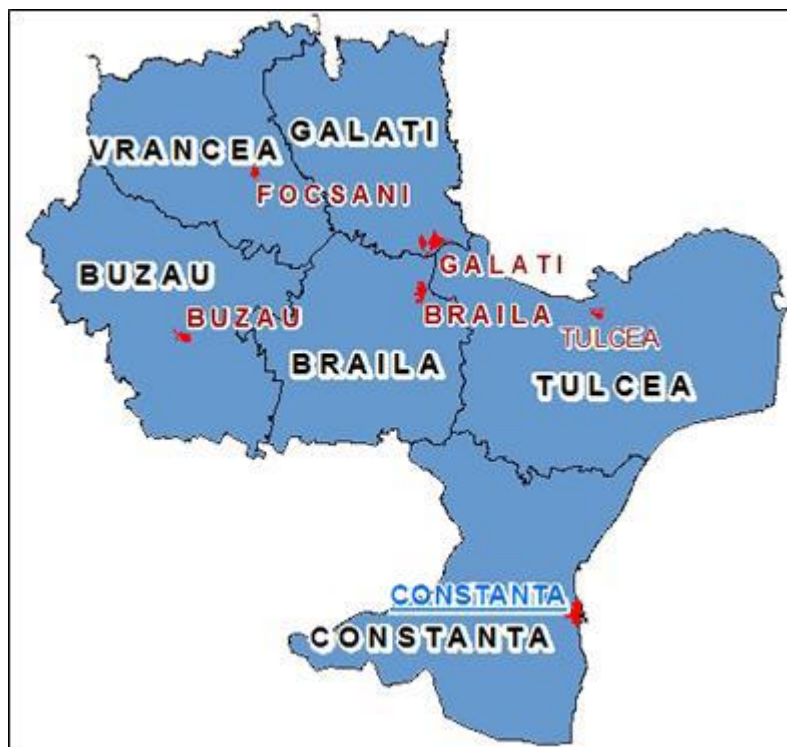 GALATI
VRANCEA
FOCSANI
GALATI
BUZAU
BUZAU
BRAILA
TULCEA
BRAILA
TULCEA
CONSTANTA
CONSTANTA